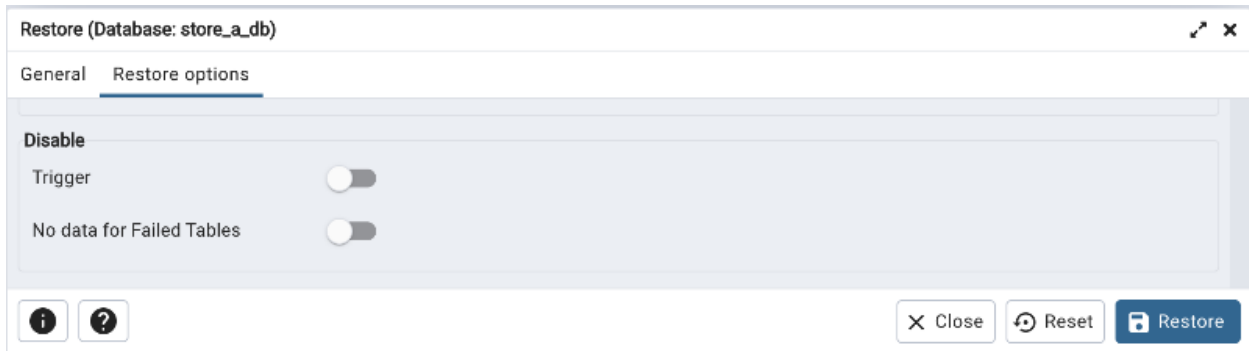 Restore (Database: store_a_db)
General Restore options
Disable
Trigger
No data for Failed Tables
Close Reset Restore